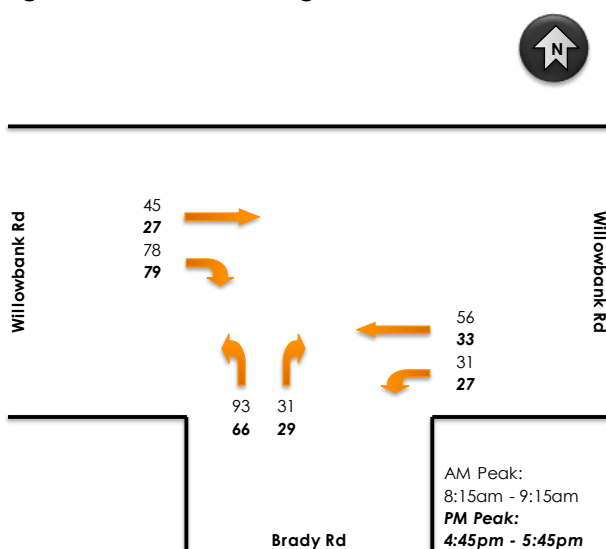 N
Willowbank Rd
Willowbank Rd
45
27
78
79
56
33
31
27
93 31
66 29
AM Peak:
8:15am - 9:15am
PM Peak:
4:45pm - 5:45pm
Brady Rd